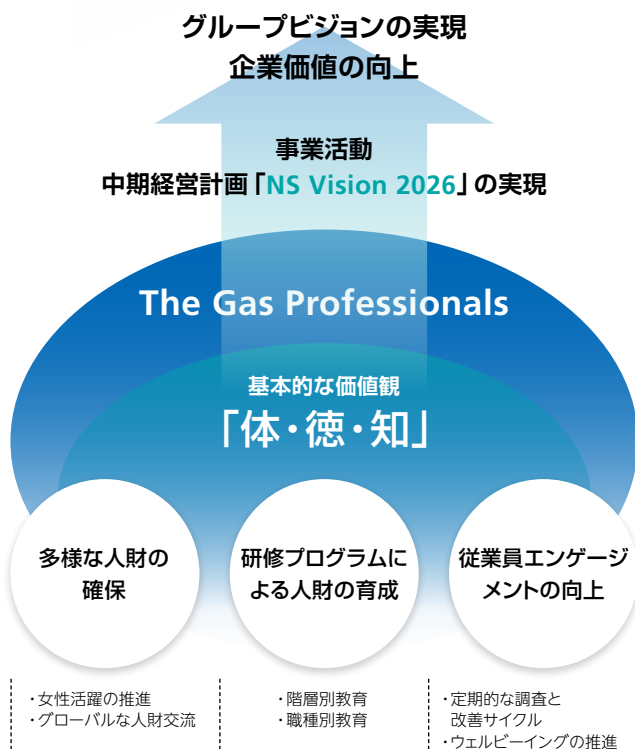 グループビジョンの実現
企業価値の向上
事業活動
中期経営計画「NS Vision 2026」の実現
The Gas Professionals
基本的な価値観
「体・徳・知」
多様な人財の
確保
研修プログラムに
よる人財の育成
従業員エンゲージ
メントの向上
・女性活躍の推進
・グローバルな人財交流
・階層別教育
・職種別教育
・定期的な調査と
改善サイクル
・ウェルビーイングの推進